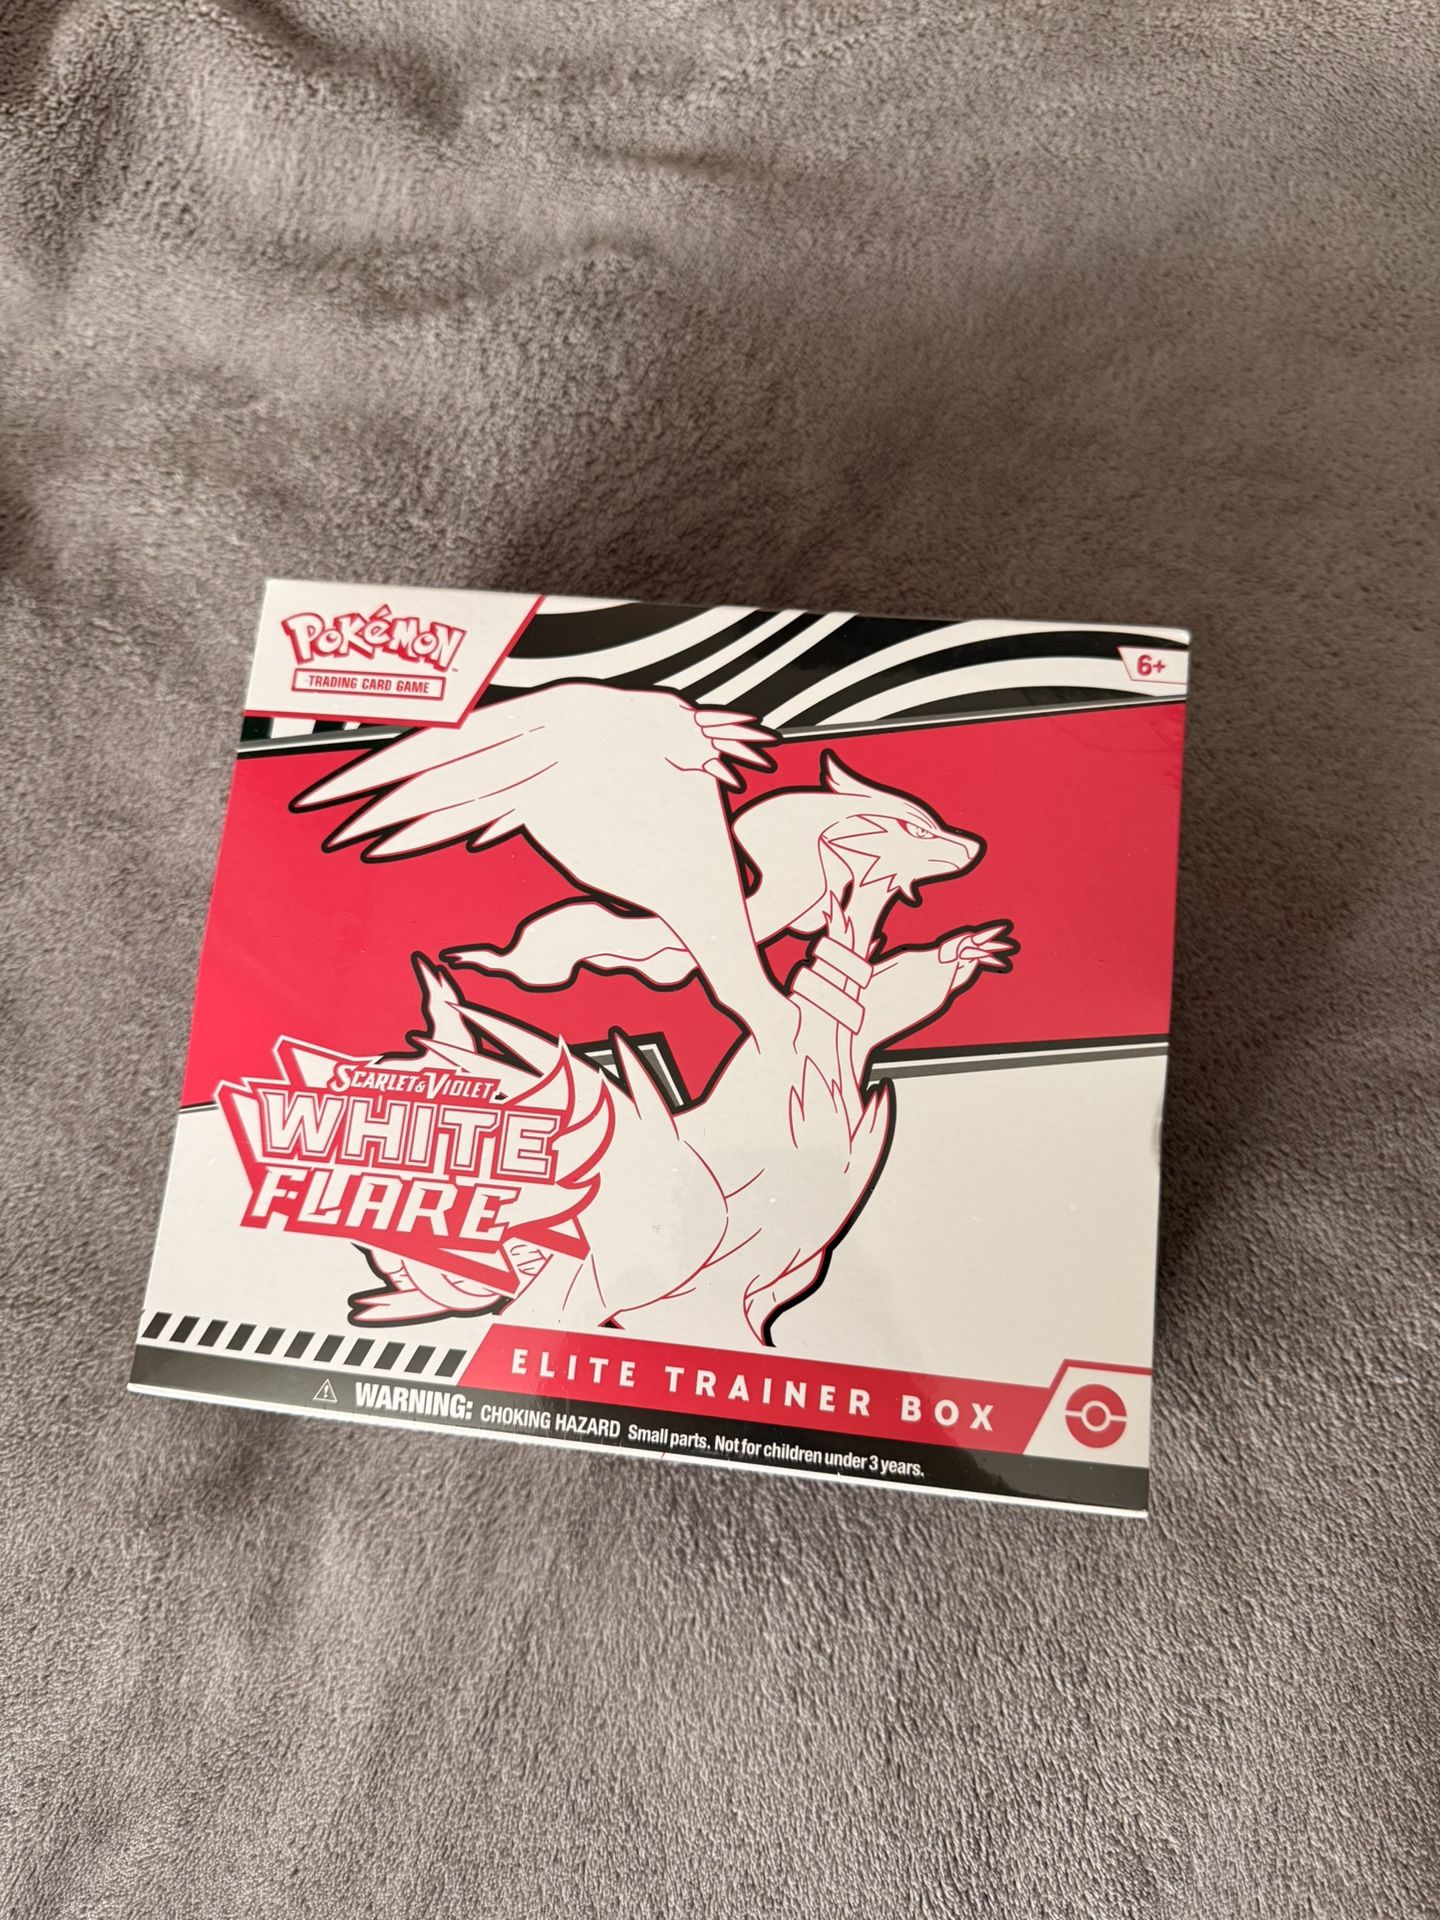 POKéMON
TRADING CARD GAME
6+
SCARLET & VIOLET
WHITE
FLARE
ELITE TRAINER BOX
WARNING: CHOKING HAZARD Small parts. Not for children under 3 years.